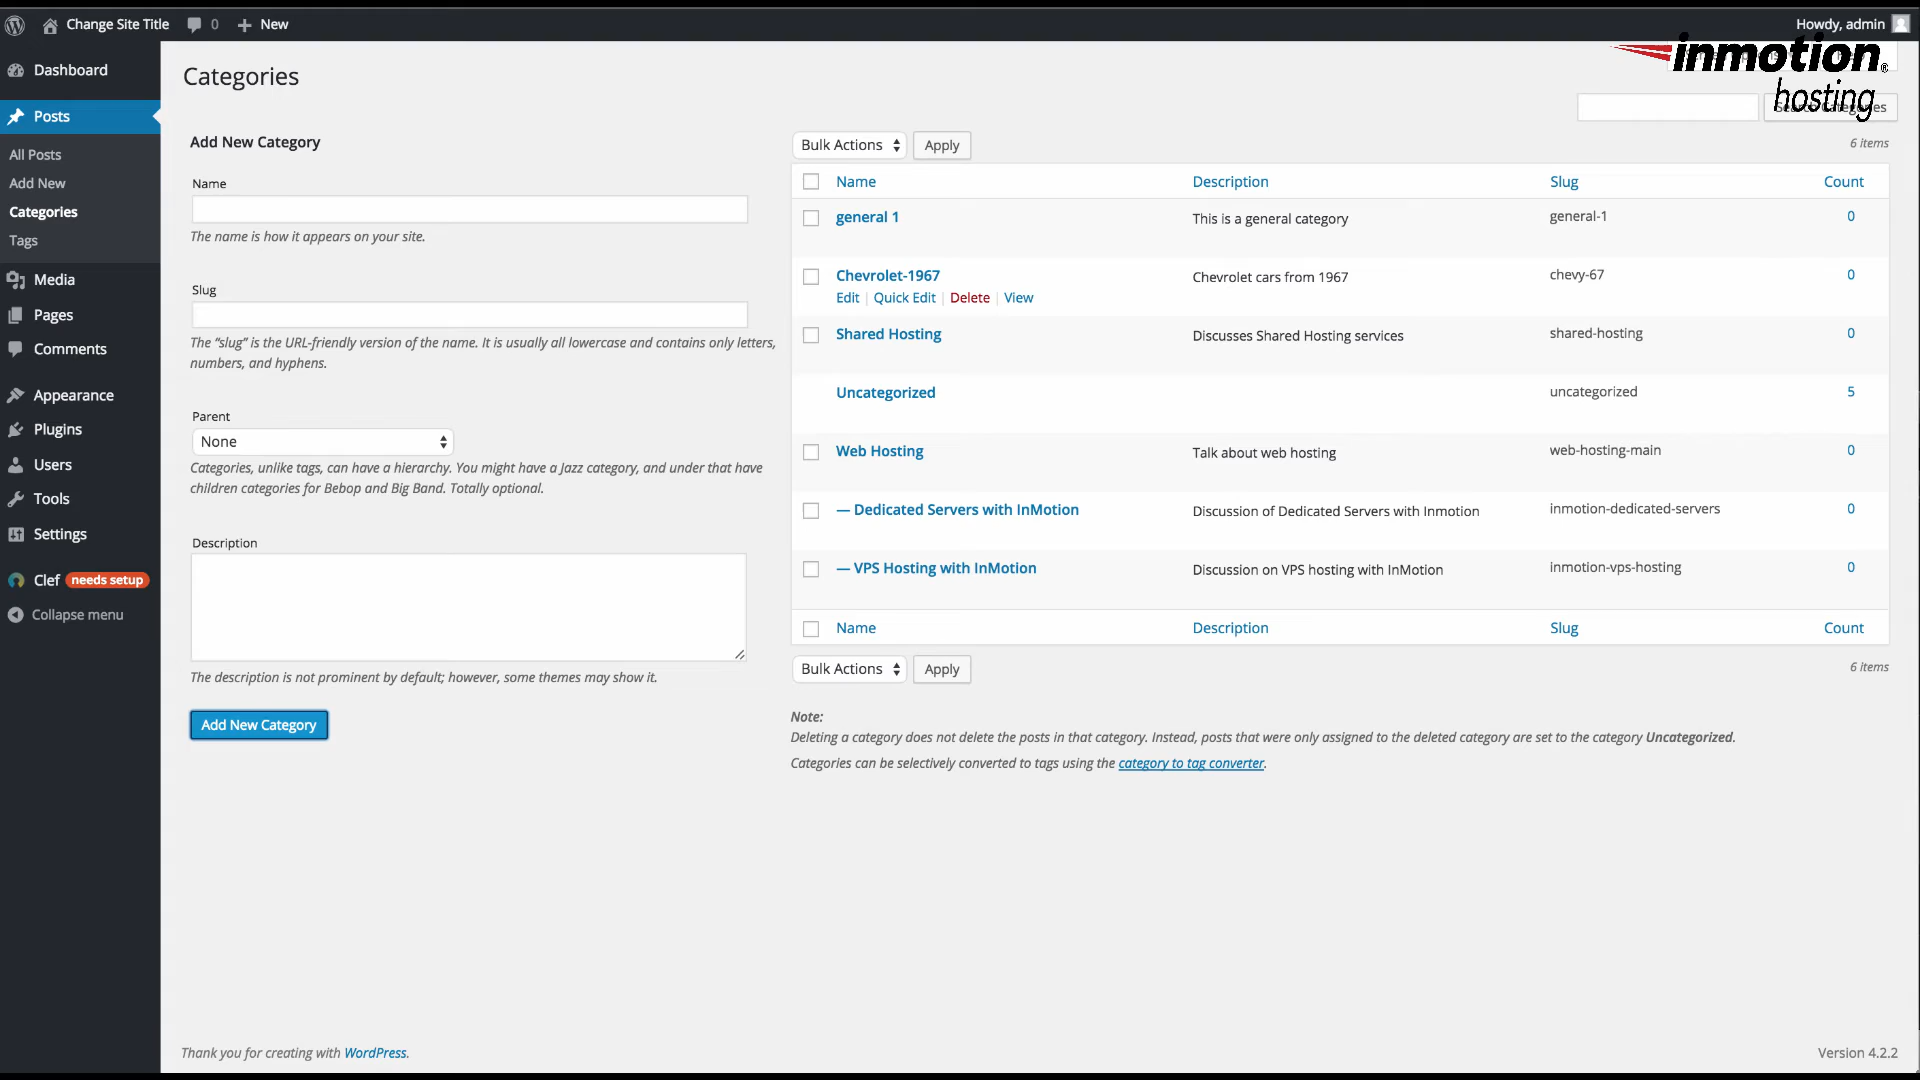 Change Site Title 0 New
Howdy, admin
Dashboard
Posts
All Posts
Add New
Categories
Tags
Media
Pages
Comments
Appearance
Plugins
Users
Tools
Settings
Clef needs setup
Collapse menu
inmotion®
hosting
Categories
Search Categories
Add New Category
Name
The name is how it appears on your site.
Slug
The “slug” is the URL-friendly version of the name. It is usually all lowercase and contains only letters,
numbers, and hyphens.
Parent
None
Categories, unlike tags, can have a hierarchy. You might have a Jazz category, and under that have
children categories for Bebop and Big Band. Totally optional.
Description
The description is not prominent by default; however, some themes may show it.
Add New Category
Bulk Actions Apply 6 items
Name Description Slug Count
general 1 This is a general category general-1 0
Chevrolet-1967 Chevrolet cars from 1967 chevy-67 0
Edit | Quick Edit | Delete | View
Shared Hosting Discusses Shared Hosting services shared-hosting 0
Uncategorized uncategorized 5
Web Hosting Talk about web hosting web-hosting-main 0
— Dedicated Servers with InMotion Discussion of Dedicated Servers with Inmotion inmotion-dedicated-servers 0
— VPS Hosting with InMotion Discussion on VPS hosting with InMotion inmotion-vps-hosting 0
Name Description Slug Count
Bulk Actions Apply 6 items
Note:
Deleting a category does not delete the posts in that category. Instead, posts that were only assigned to the deleted category are set to the category Uncategorized.
Categories can be selectively converted to tags using the category to tag converter.
Thank you for creating with WordPress.
Version 4.2.2